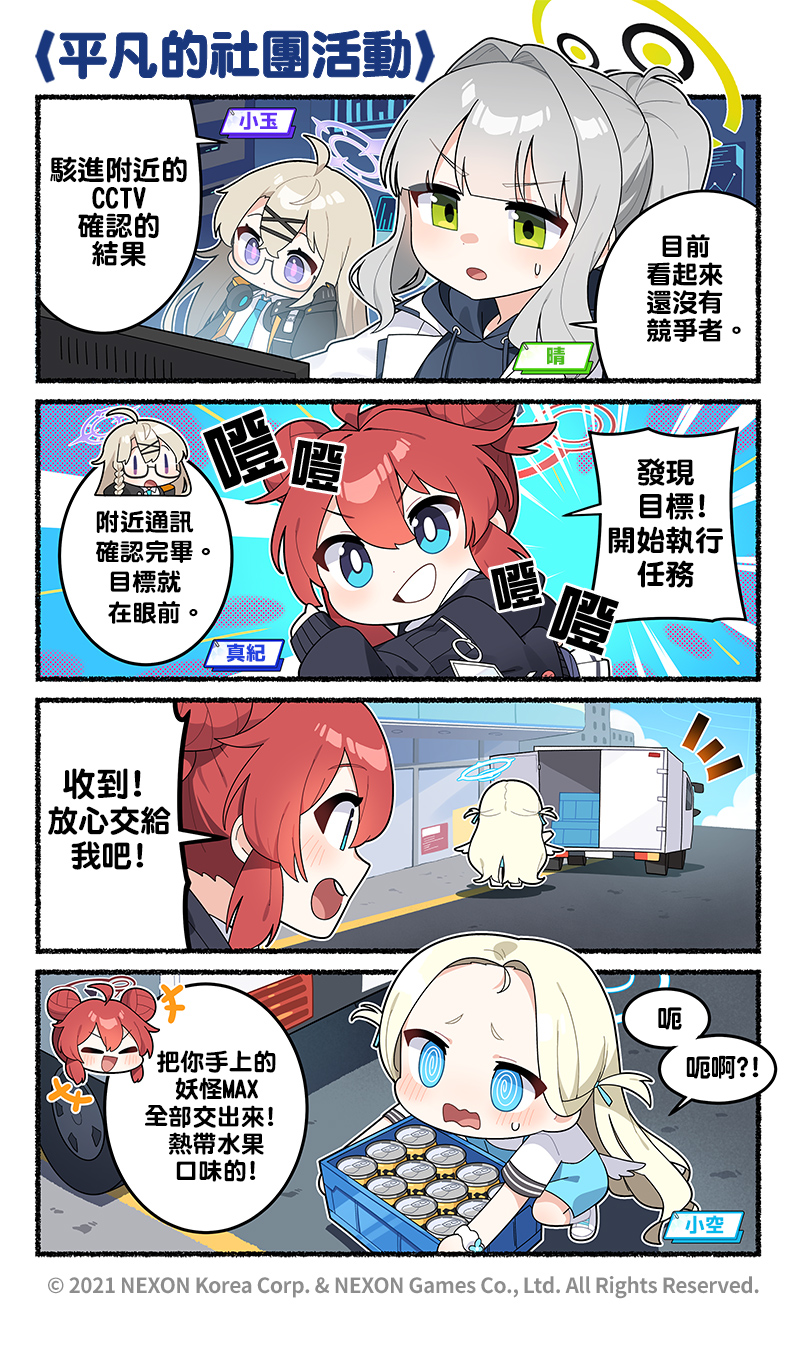 《平凡的社團活動》
小玉
駭進附近的
CCTV
確認的
結果
目前
看起來
還沒有
競爭者。
晴
噔
噔
附近通訊
確認完畢。
目標就
在眼前。
發現
目標!
開始執行
任務
噔
噔
真紀
收到!
放心交給
我吧!
把你手上的
妖怪MAX
全部交出來!
熱帶水果
口味的!
呃
呃啊?!
小空
© 2021 NEXON Korea Corp. & NEXON Games Co., Ltd. All Rights Reserved.